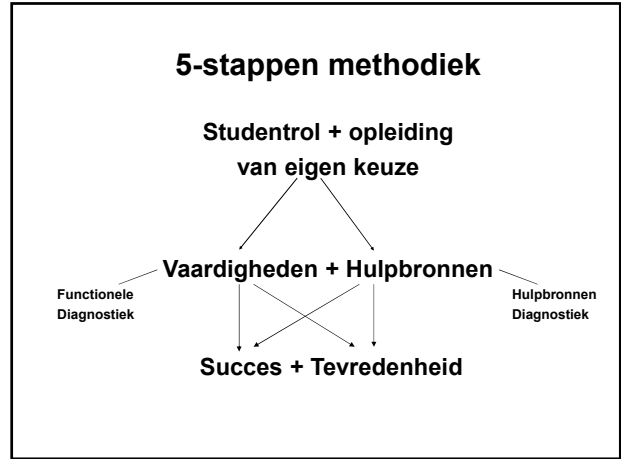 5-stappen methodiek
Studentrol + opleiding
van eigen keuze
Vaardigheden + Hulpbronnen
Functionele
Diagnostiek
Hulpbronnen
Diagnostiek
Succes + Tevredenheid